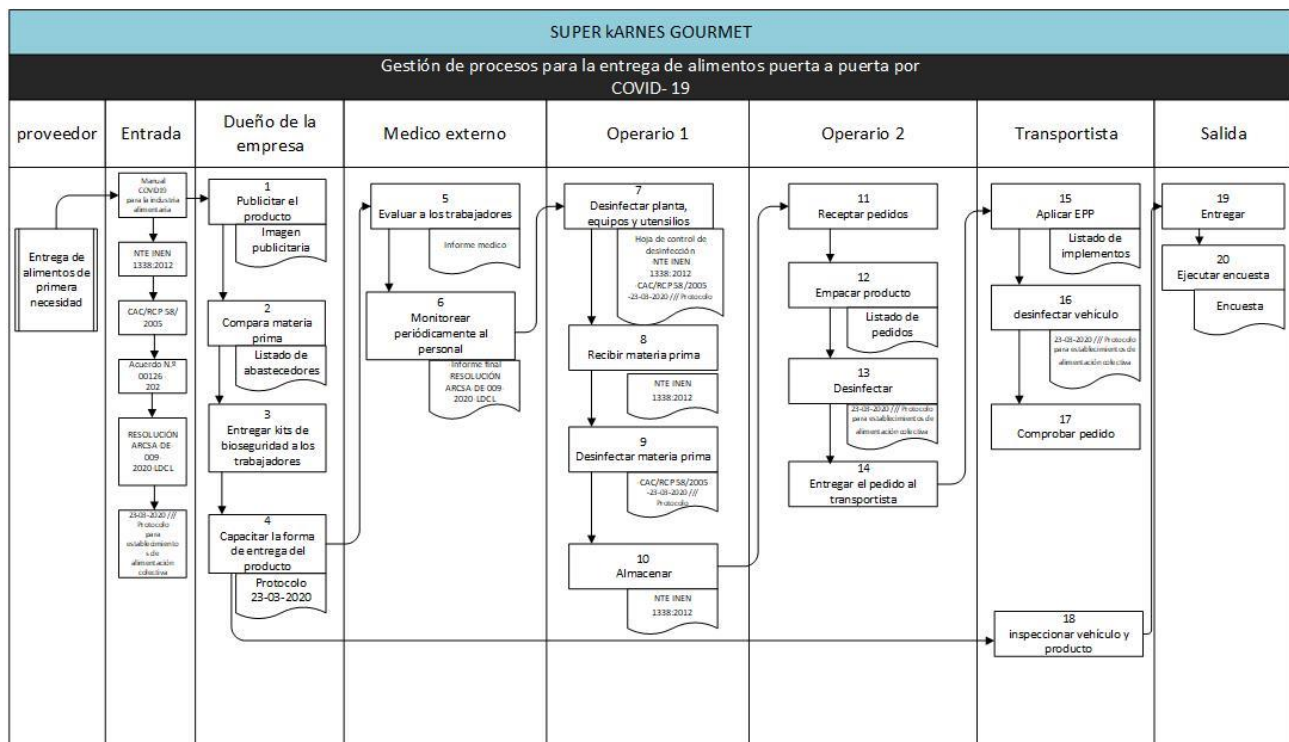 SUPER kARNES GOURMET
Gestión de procesos para la entrega de alimentos puerta a puerta por
COVID- 19
proveedor
Entrada
Dueño de la
empresa
Medico externo
Operario 1
Operario 2
Transportista
Salida
Entrega de
alimentos de
primera
necesidad
Manual
COVID19
para la industria
alimentaria
NTE INEN
1338:2012
CAC/RCP 58/
2005
Acuerdo N.º
00126
202
RESOLUCIÓN
ARCSA DE
009
2020 LDCL
23-03-2020 /// 
Protocolo
para
establecimiento
s de
alimentación
colectiva
1
Publicitar el
producto
Imagen
publicitaria
2
Compara materia
prima
Listado de
abastecedores
3
Entregar kits de
bioseguridad a los
trabajadores
4
Capacitar la forma
de entrega del
producto
Protocolo
23-03-2020
5
Evaluar a los trabajadores
Informe medico
6
Monitorear
periódicamente al
personal
Informe final
RESOLUCIÓN
ARCSA DE 009
2020 LDCL
7
Desinfectar planta,
equipos y utensilios
Hoja de control de
desinfección
NTE INEN
1338:2012
CAC/RCP 58 /2005
-23-03-2020 /// Protocolo
8
Recibir materia prima
NTE INEN
1338:2012
9
Desinfectar materia prima
CAC/RCP 58/2005
-23-03-2020 ///
Protocolo
10
Almacenar
NTE INEN
1338:2012
11
Receptar pedidos
12
Empacar producto
Listado de
pedidos
13
Desinfectar
23-03-2020 /// Protocolo
para establecimientos de
alimentación colectiva
14
Entregar el pedido al
transportista
15
Aplicar EPP
Listado de
implementos
16
desinfectar vehículo
23-03-2020 /// Protocolo
para establecimientos de
alimentación colectiva
17
Comprobar pedido
18
inspeccionar vehículo y
producto
19
Entregar
20
Ejecutar encuesta
Encuesta